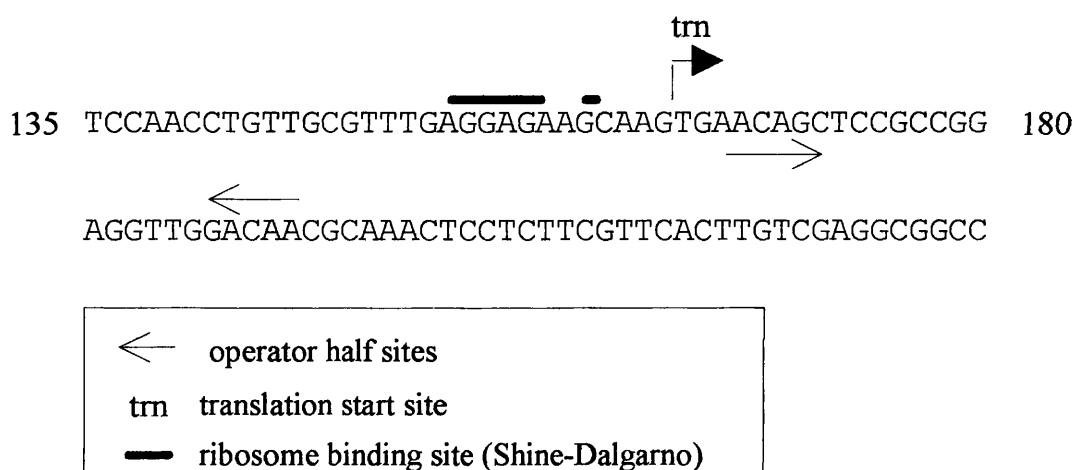 trn
135 TCCAACCTGTTGCGTTTGAGGAGAAGCAAGTGAACAGCTCCGCCGG 180
AGGTTGGACAACGCAAACTCCTCTTCGTTCACTTGTCGAGGCGGCC
operator half sites
trn translation start site
ribosome binding site (Shine-Dalgarno)